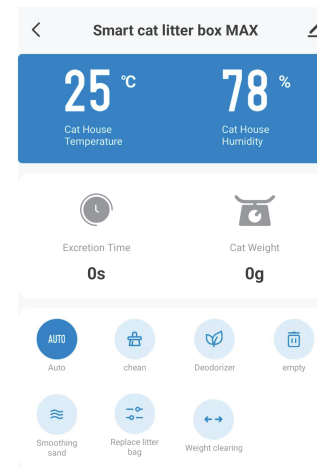 Smart cat litter box MAX
25 ℃ 78 %
Cat House Cat House
Temperature Humidity
Excretion Time Cat Weight
0s 0g
AUTO
Auto chean Deodorizer empty
Smoothing Replace litter Weight clearing
sand bag